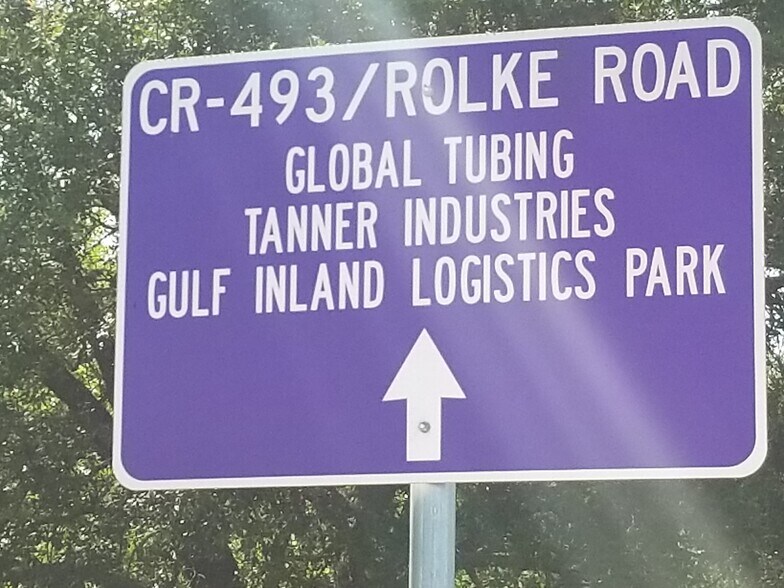 CR-493/ROLKE ROAD
GLOBAL TUBING
TANNER INDUSTRIES
GULF INLAND LOGISTICS PARK